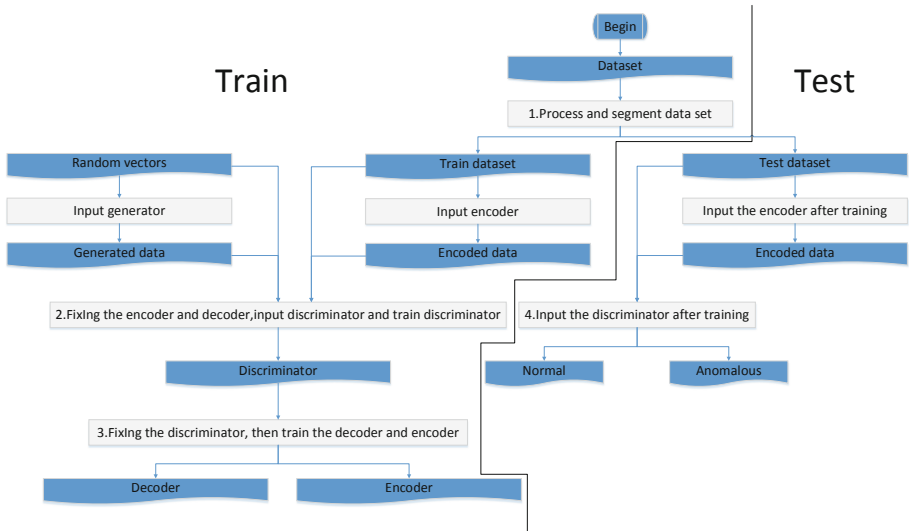 Begin
Dataset
Train
Test
1.Process and segment data set
Random vectors
Train dataset
Test dataset
Input generator
Input encoder
Input the encoder after training
Generated data
Encoded data
Encoded data
2.FixIng the encoder and decoder,input discriminator and train discriminator
4.Input the discriminator after training
Discriminator
Normal
Anomalous
3.FixIng the discriminator, then train the decoder and encoder
Decoder
Encoder